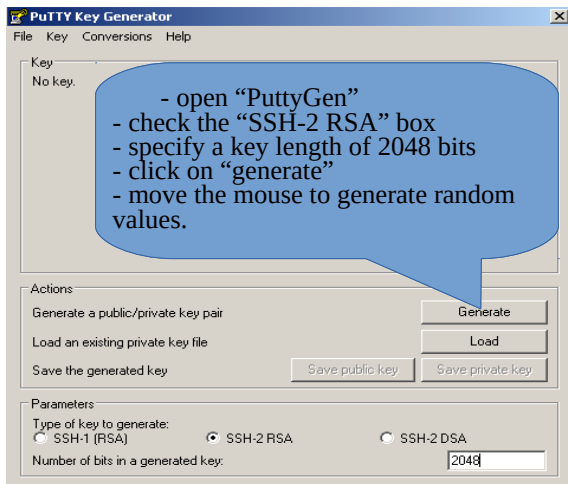 PuTTY Key Generator
File Key Conversions Help
Key
No key.
- open “PuttyGen”
- check the “SSH-2 RSA” box
- specify a key length of 2048 bits
- click on “generate”
- move the mouse to generate random
values.
Actions
Generate a public/private key pair Generate
Load an existing private key file Load
Save the generated key Save public key Save private key
Parameters
Type of key to generate:
SSH-1 (RSA) SSH-2 RSA SSH-2 DSA
Number of bits in a generated key: 2048